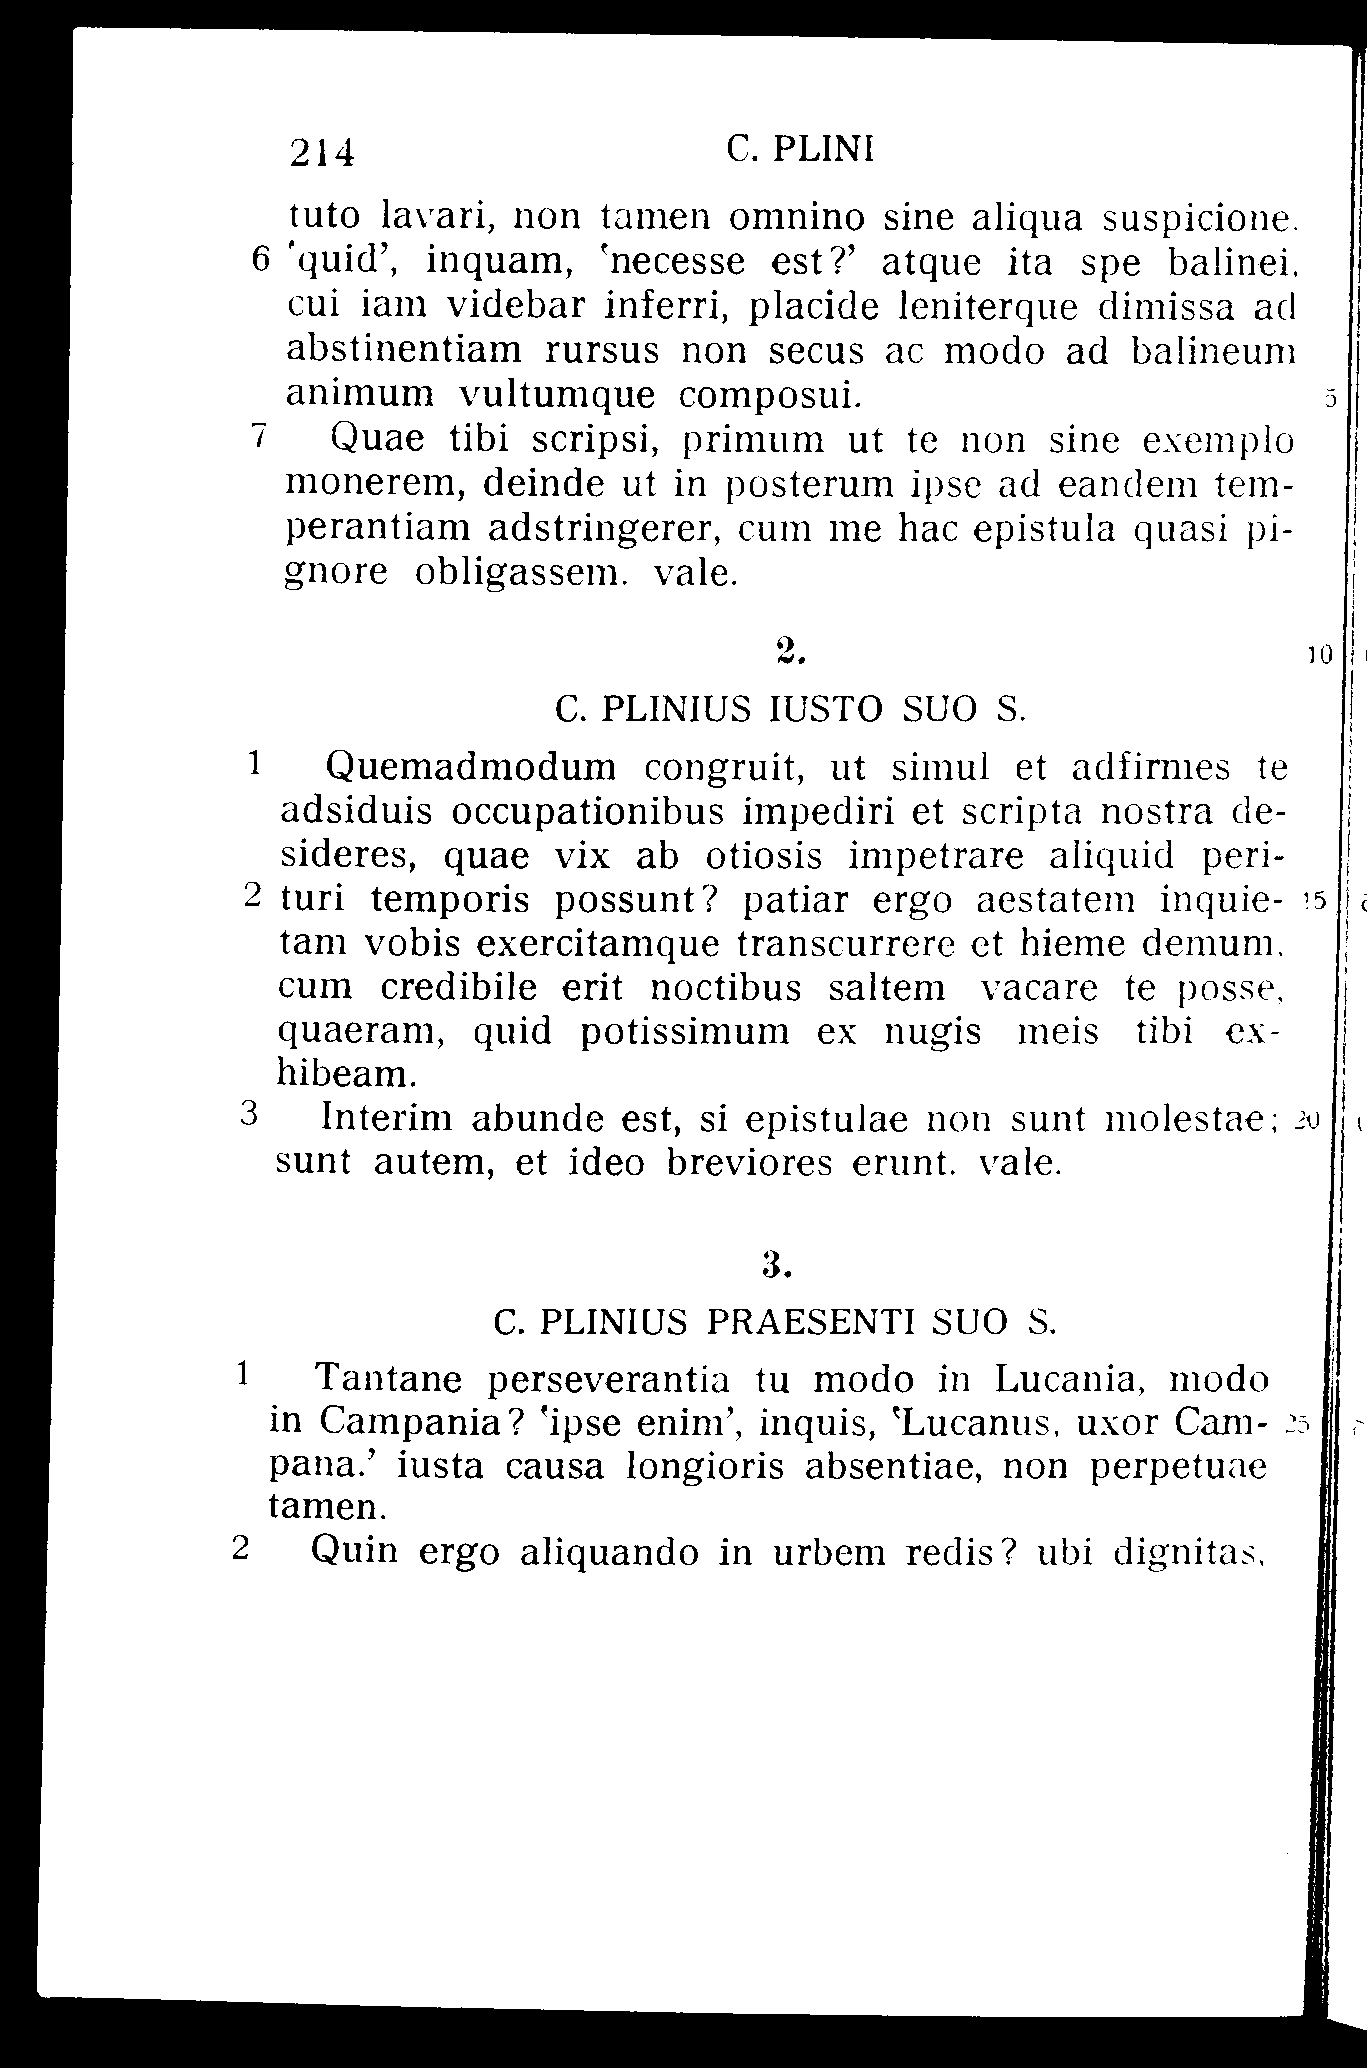 214 C. PLINI
tuto lavari, non tamen omnino sine aliqua suspicione.
6 ‘quid’, inquam, ‘necesse est?’ atque ita spe balinei,
cui iam videbar inferri, placide leniterque dimissa ad
abstinentiam rursus non secus ac modo ad balineum
animum vultumque composui. 5
7 Quae tibi scripsi, primum ut te non sine exemplo
monerem, deinde ut in posterum ipse ad eandem tem-
perantiam adstringerer, cum me hac epistula quasi pi-
gnore obligassem. vale.
2. 10
C. PLINIUS IUSTO SUO S.
1 Quemadmodum congruit, ut simul et adfirmes te
adsiduis occupationibus impediri et scripta nostra de-
sideres, quae vix ab otiosis impetrare aliquid peri-
2 turi temporis possunt? patiar ergo aestatem inquie- 15
tam vobis exercitamque transcurrere et hieme demum,
cum credibile erit noctibus saltem vacare te posse,
quaeram, quid potissimum ex nugis meis tibi ex-
hibeam.
3 Interim abunde est, si epistulae non sunt molestae; 20
sunt autem, et ideo breviores erunt. vale.
3.
C. PLINIUS PRAESENTI SUO S.
1 Tantane perseverantia tu modo in Lucania, modo
in Campania? ‘ipse enim’, inquis, ‘Lucanus, uxor Cam- 25
pana.’ iusta causa longioris absentiae, non perpetuae
tamen.
2 Quin ergo aliquando in urbem redis? ubi dignitas,